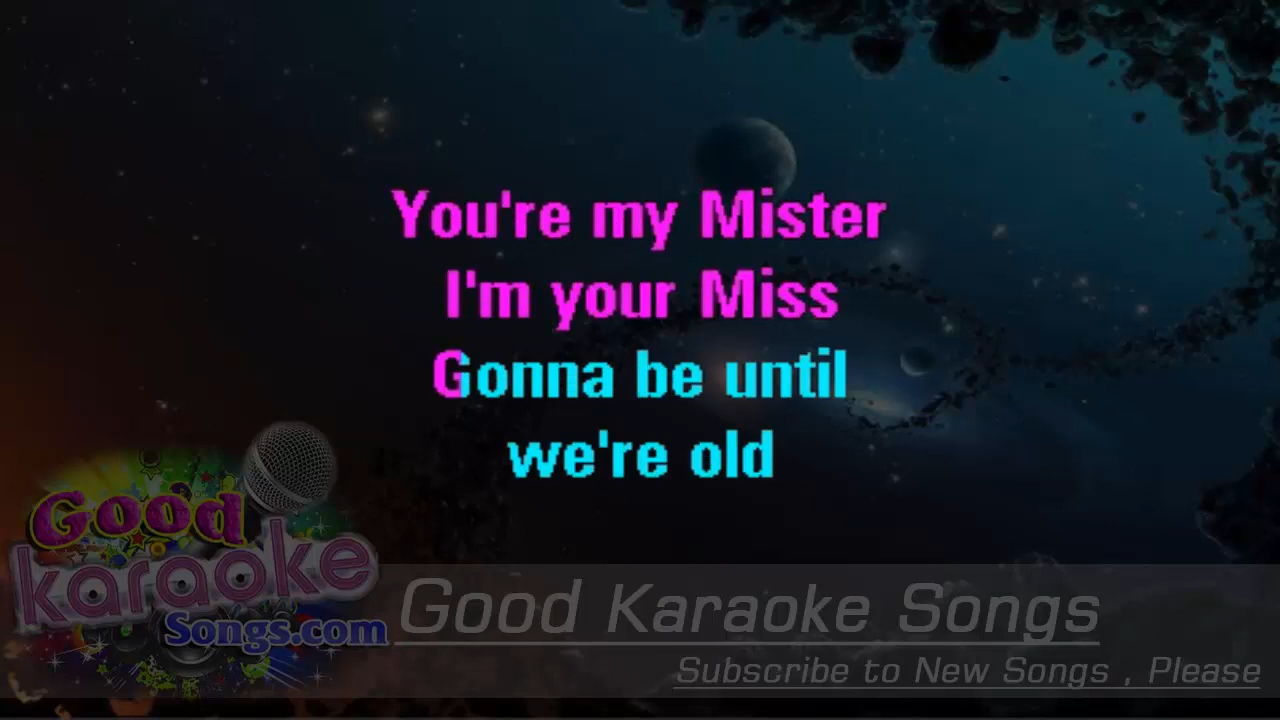 You're my Mister
I'm your Miss
Gonna be until
we're old
Good
karaoke
Songs.com
Good Karaoke Songs
Subscribe to New Songs , Please